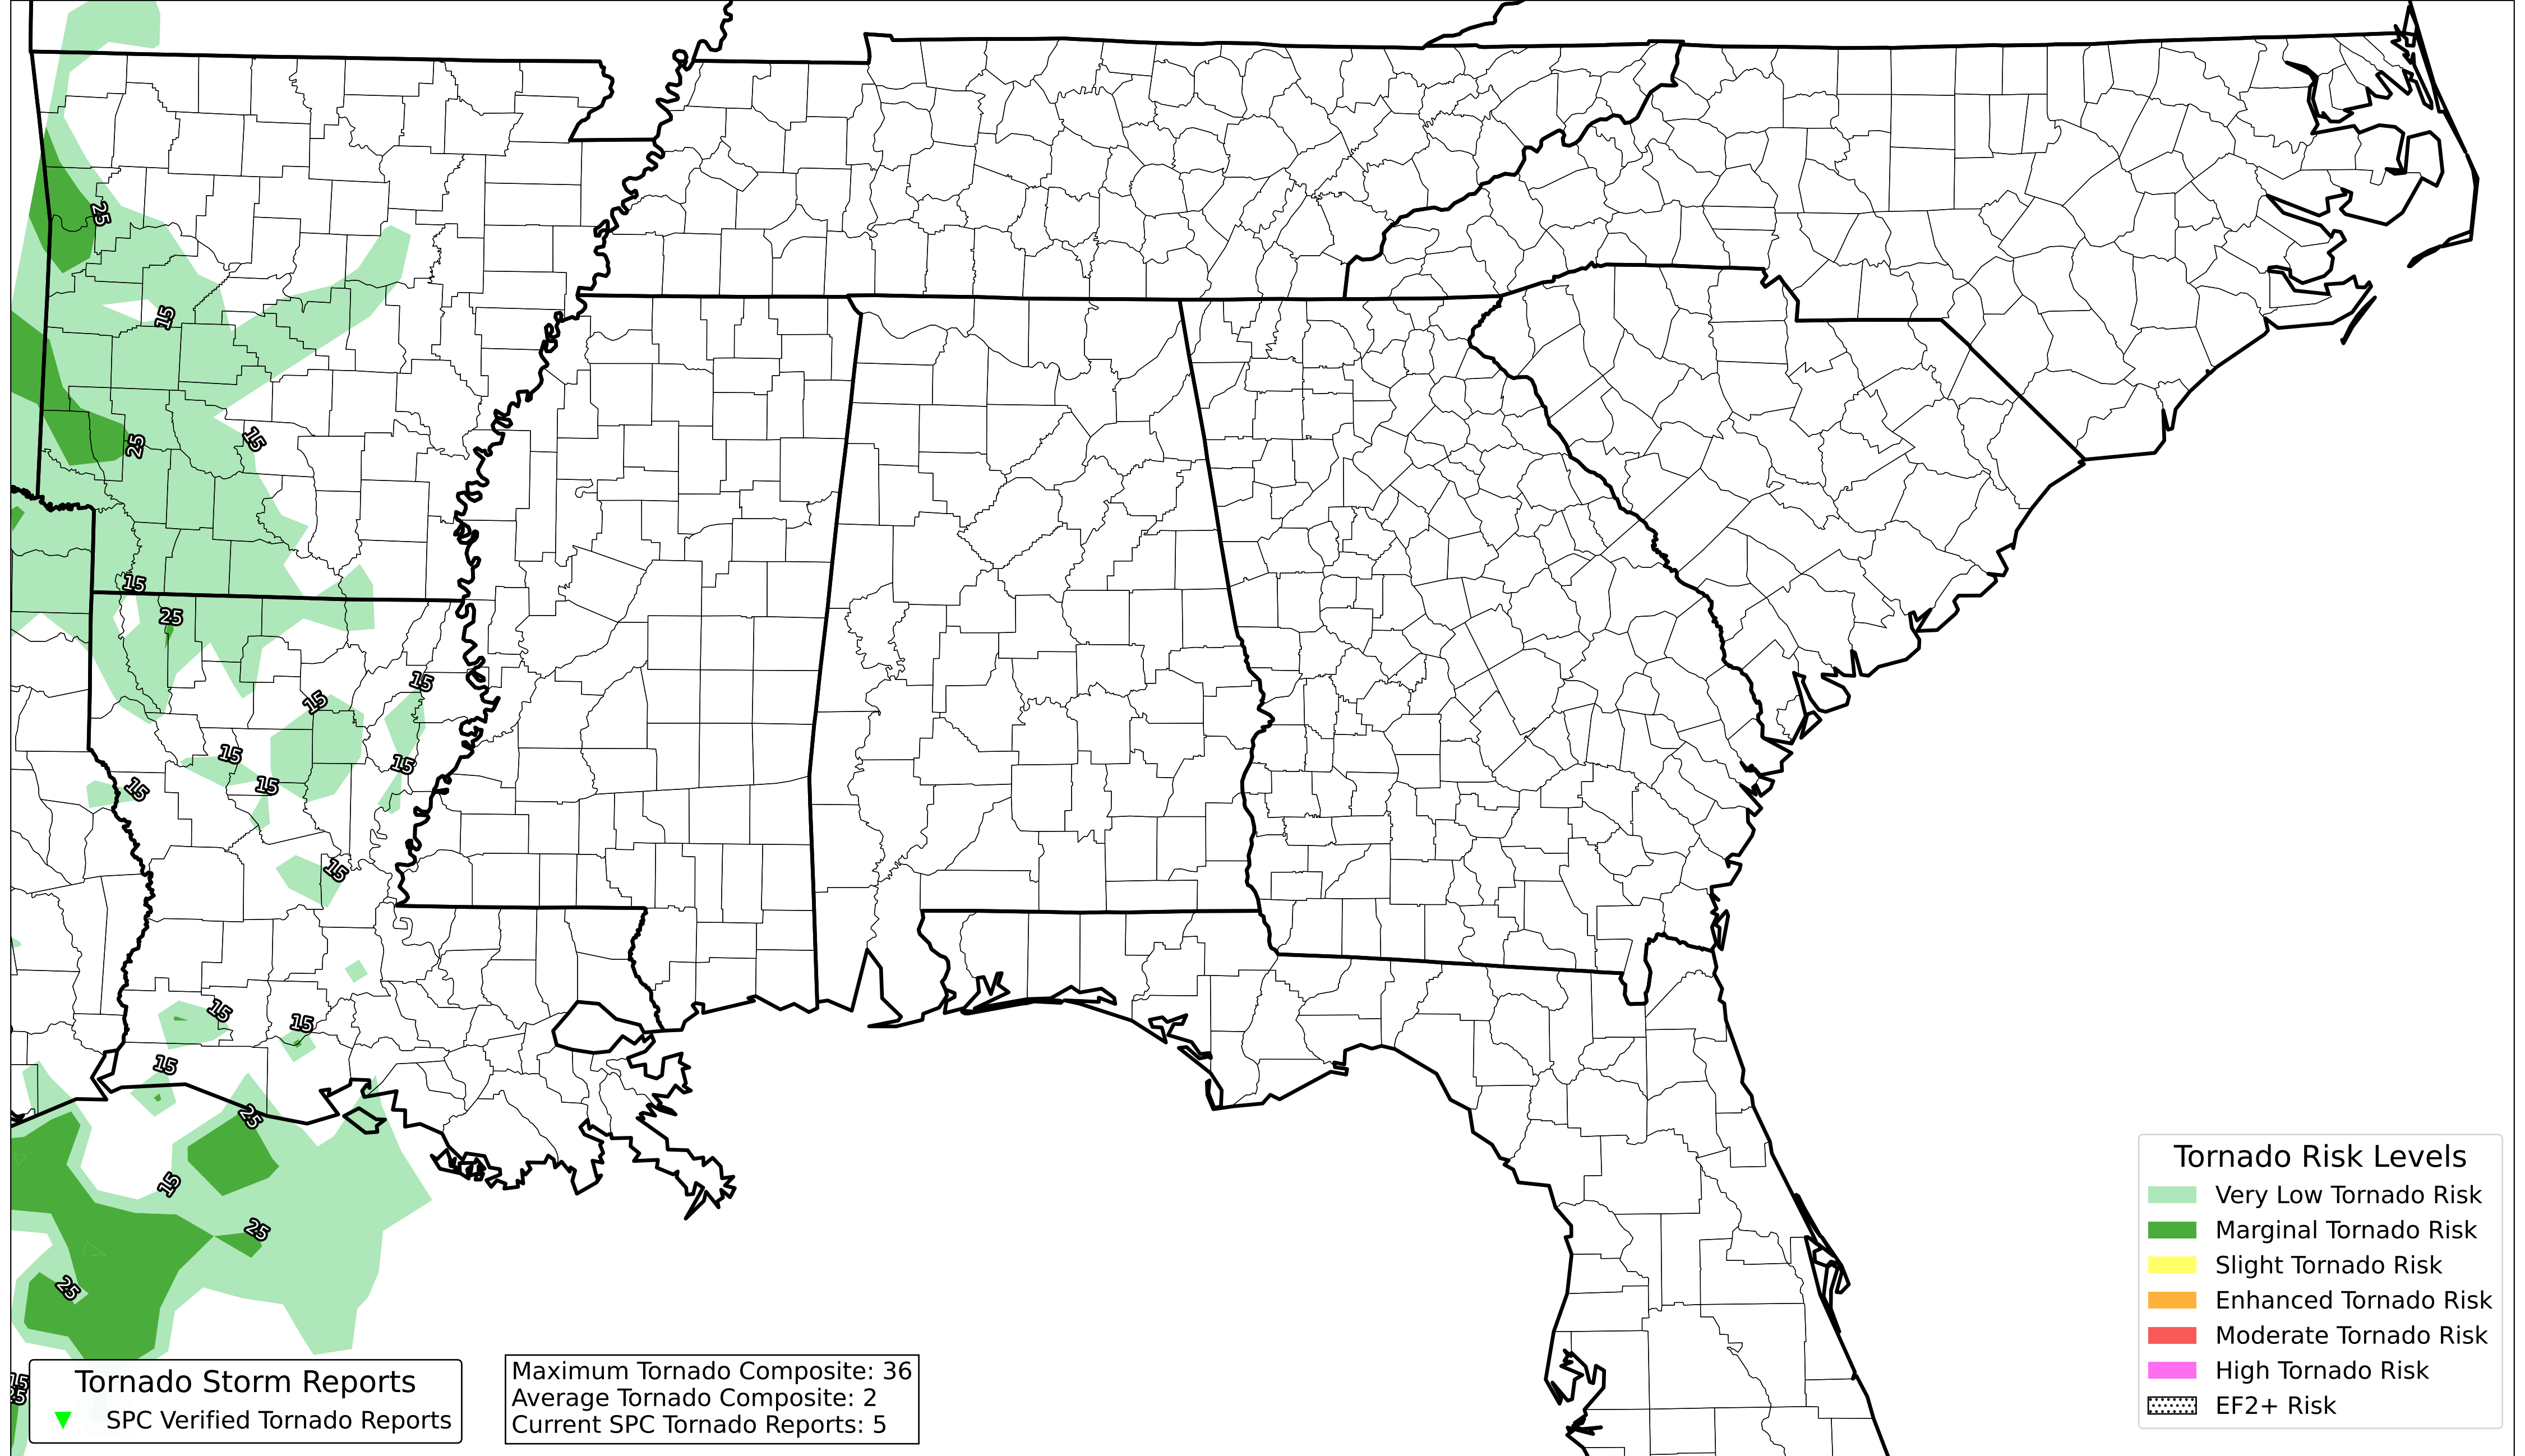 25
15
25
15
15
25
15
15
15
15
15
15
15
15
15
15
25
15
25
25
15
25
Tornado Storm Reports
SPC Verified Tornado Reports
Maximum Tornado Composite: 36
Average Tornado Composite: 2
Current SPC Tornado Reports: 5
Tornado Risk Levels
Very Low Tornado Risk
Marginal Tornado Risk
Slight Tornado Risk
Enhanced Tornado Risk
Moderate Tornado Risk
High Tornado Risk
EF2+ Risk